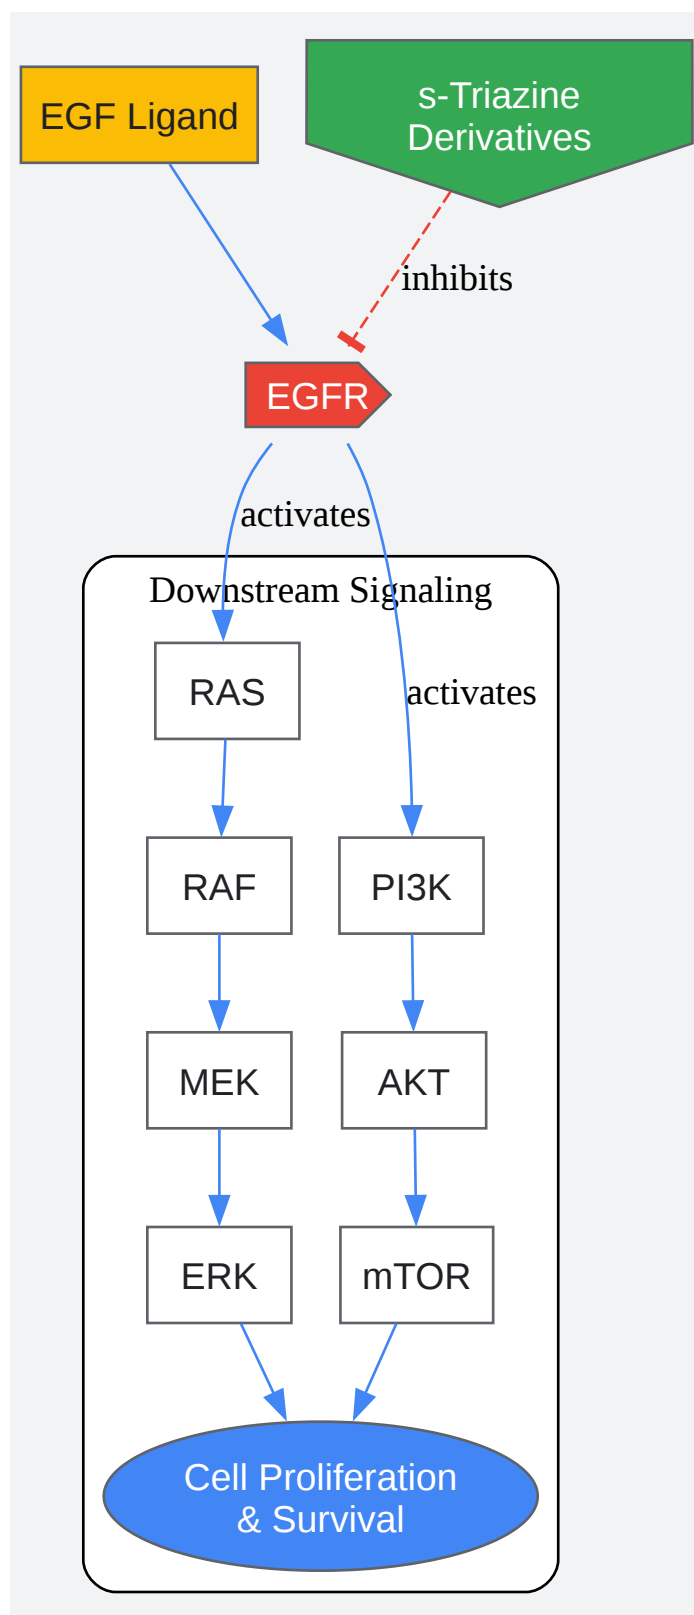 EGF Ligand
s-Triazine
Derivatives
inhibits
EGFR
activates
Downstream Signaling
RAS
activates
RAF
PI3K
MEK
AKT
ERK
mTOR
Cell Proliferation
& Survival